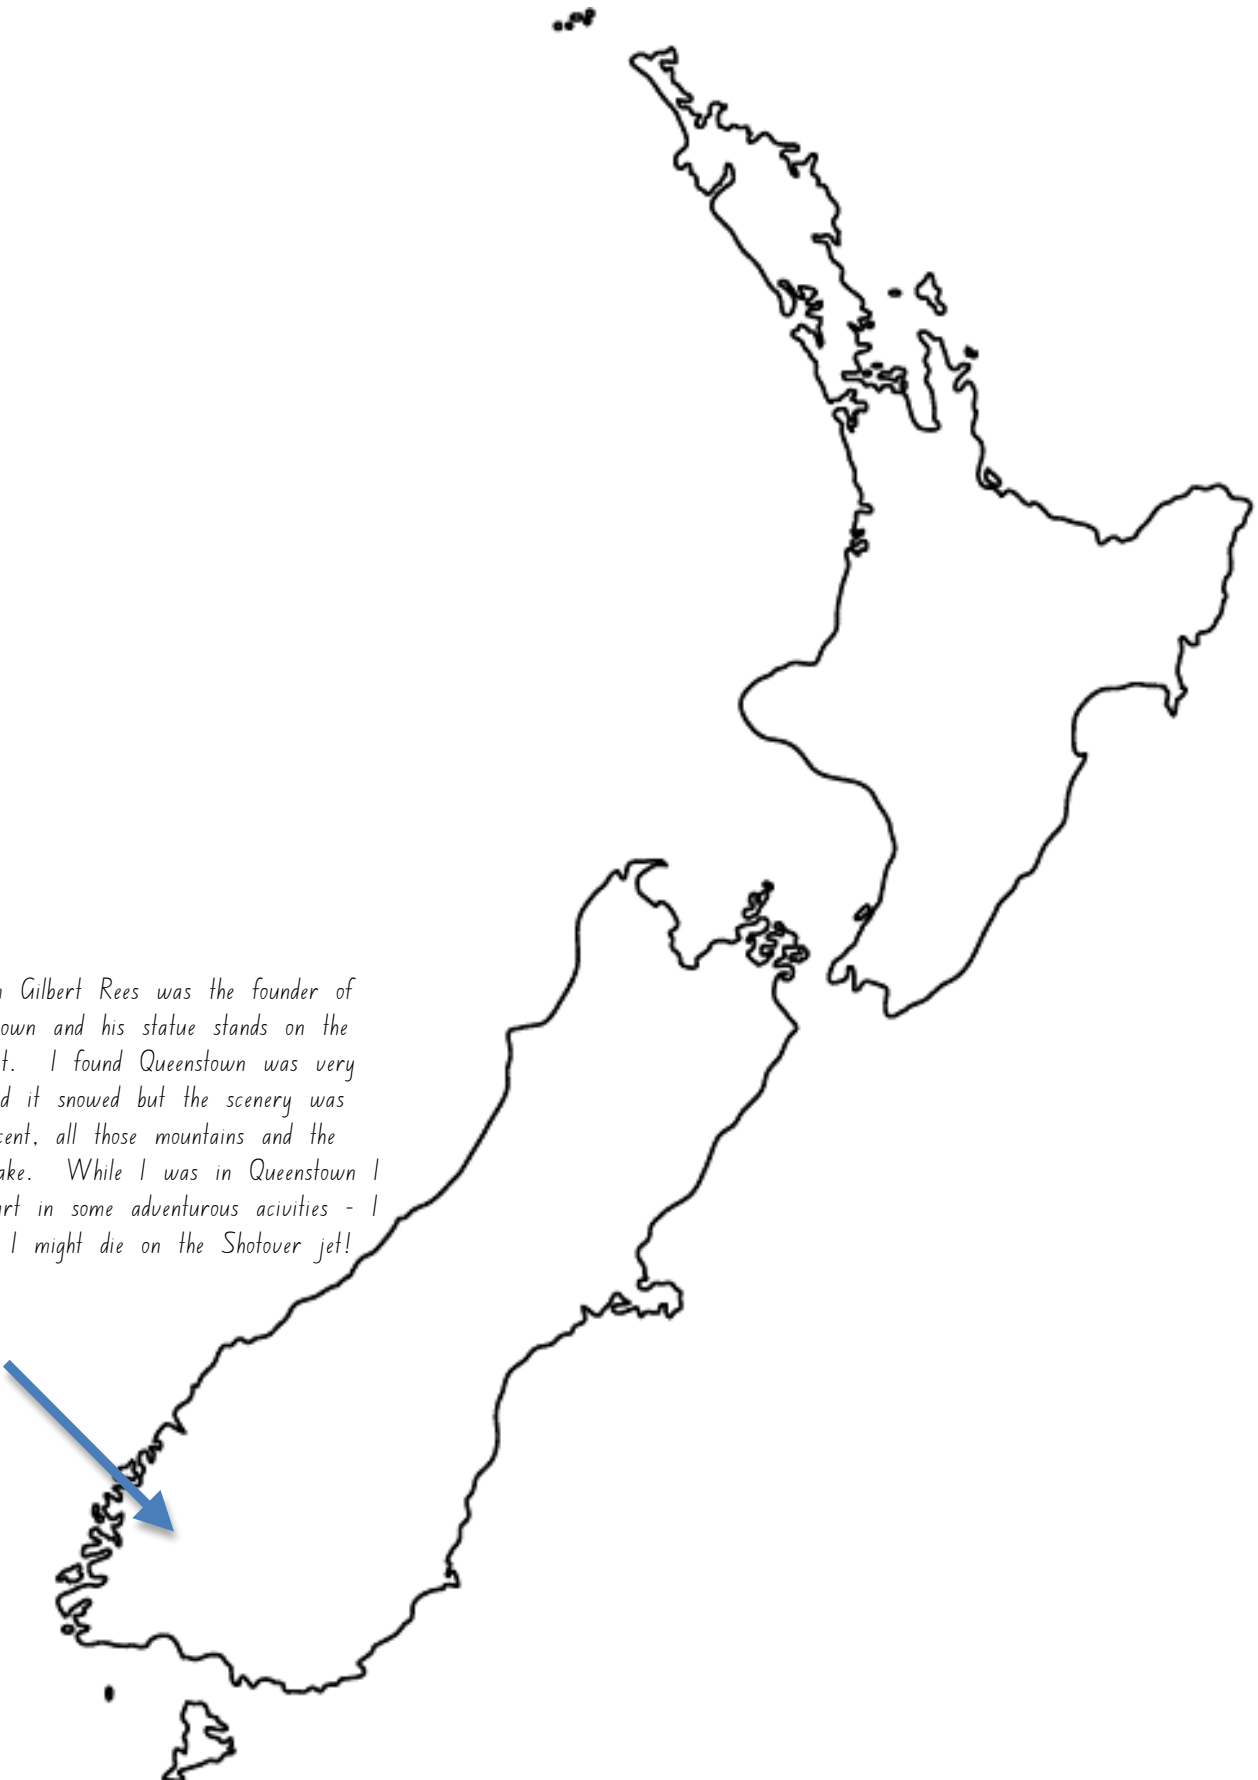 Gilbert Rees was the founder of
own and his statue stands on the
t. I found Queenstown was very
d it snowed but the scenery was
cent, all those mountains and the
ake. While I was in Queenstown I
rt in some adventurous acivities - I
I might die on the Shotover jet!